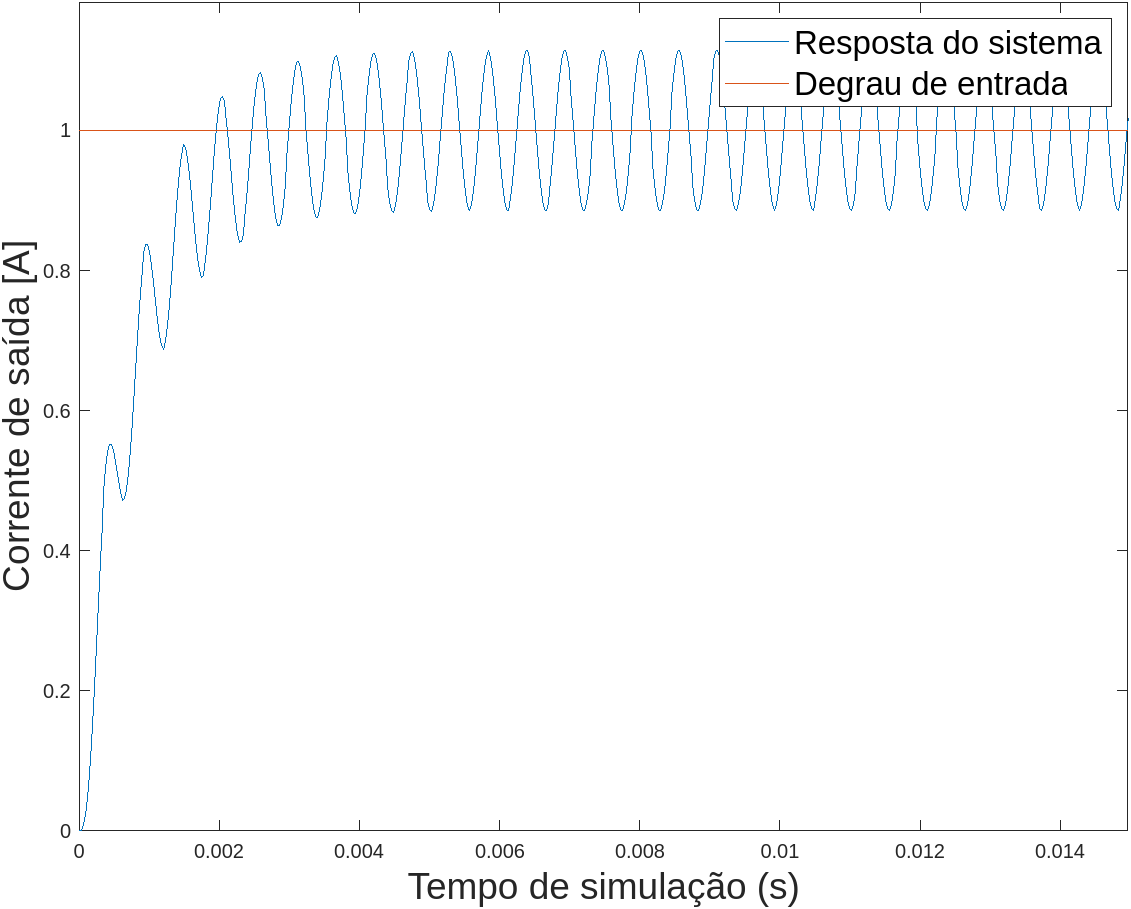 Resposta do sistema
Degrau de entrada
1
0.8
0.6
0.4
0.2
0
0 0.002 0.004 0.006 0.008 0.01 0.012 0.014
Corrente de saída [A]
Tempo de simulação (s)